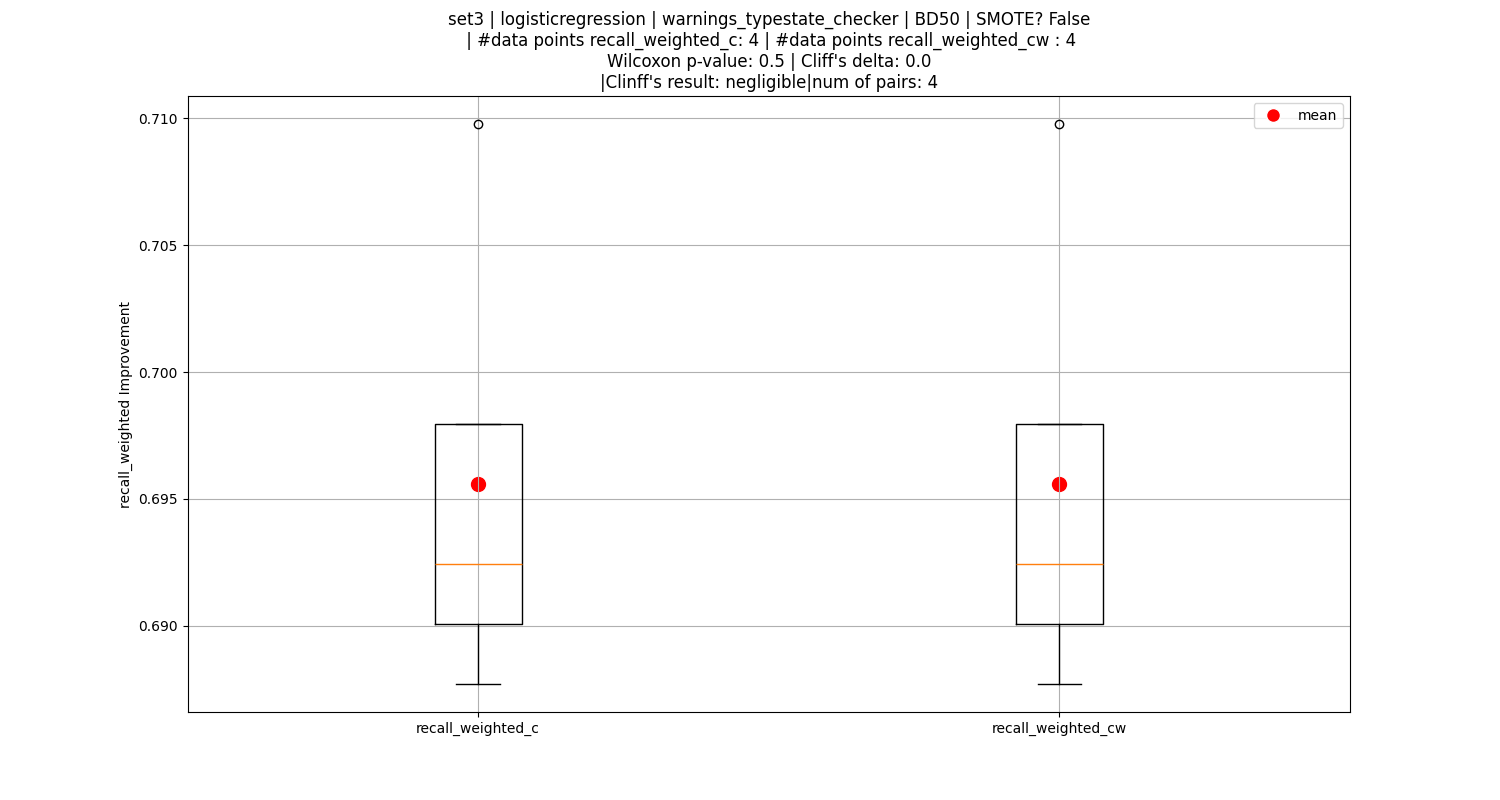 set3 | logisticregression | warnings_typestate_checker | BD50 | SMOTE? False
| #data points recall_weighted_c: 4 | #data points recall_weighted_cw : 4
Wilcoxon p-value: 0.5 | Cliff's delta: 0.0
|Clinff's result: negligible|num of pairs: 4
mean
0.710
0.705
0.700
0.695
0.690
recall_weighted Improvement
recall_weighted_c
recall_weighted_cw